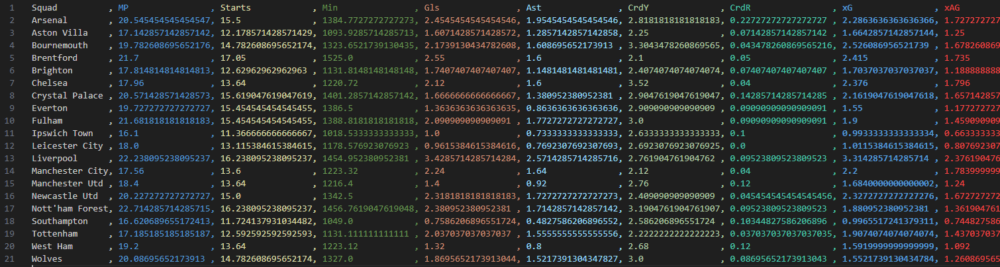 1 Squad , MP , Starts , Min , Gls , Ast , CrdY , CrdR , xG , xAG
2 Arsenal , 20.545454545454547, 15.5 , 1384.7727272727273, 2.4545454545454546, 1.9545454545454546, 2.8181818181818183, 0.22727272727272727 , 2.2863636363636366, 1.727272727
3 Aston Villa , 17.142857142857142, 12.178571428571429, 1093.9285714285713, 1.6071428571428572, 1.2857142857142858, 2.25 , 0.07142857142857142 , 1.6642857142857144, 1.25
4 Bournemouth , 19.782608695652176, 14.782608695652174, 1323.6521739130435, 2.1739130434782608, 1.608695652173913 , 3.3043478260869565, 0.043478260869565216, 2.526086956521739 , 1.678260869
5 Brentford , 21.7 , 17.05 , 1525.0 , 2.55 , 1.6 , 2.1 , 0.05 , 2.415 , 1.735
6 Brighton , 17.814814814814813, 12.62962962962963 , 1131.8148148148148, 1.7407407407407407, 1.1481481481481481, 2.4074074074074074, 0.07407407407407407 , 1.7037037037037037, 1.188888888
7 Chelsea , 17.96 , 13.64 , 1220.72 , 2.12 , 1.6 , 3.52 , 0.04 , 2.376 , 1.796
8 Crystal Palace , 20.571428571428573, 15.619047619047619, 1401.2857142857142, 1.6666666666666667, 1.380952380952381 , 2.9047619047619047, 0.14285714285714285 , 2.1619047619047618, 1.657142857
9 Everton , 19.727272727272727, 15.454545454545455, 1386.5 , 1.3636363636363635, 0.8636363636363636, 2.909090909090909 , 0.09090909090909091 , 1.55 , 1.177272727
10 Fulham , 21.681818181818183, 15.454545454545455, 1388.8181818181818, 2.090909090909091 , 1.7727272727272727, 3.0 , 0.09090909090909091 , 1.9 , 1.459090909
11 Ipswich Town , 16.1 , 11.366666666666667, 1018.5333333333333, 1.0 , 0.7333333333333333, 2.6333333333333333, 0.1 , 0.9933333333333334, 0.663333333
12 Leicester City , 18.0 , 13.115384615384615, 1178.576923076923 , 0.9615384615384616, 0.7692307692307693, 2.6923076923076925, 0.0 , 1.0115384615384615, 0.807692307
13 Liverpool , 22.238095238095237, 16.238095238095237, 1454.952380952381 , 3.4285714285714284, 2.5714285714285716, 2.761904761904762 , 0.09523809523809523 , 3.314285714285714 , 2.376190476
14 Manchester City, 17.56 , 13.6 , 1223.32 , 2.24 , 1.64 , 2.12 , 0.04 , 2.2 , 1.783999999
15 Manchester Utd , 18.4 , 13.64 , 1216.4 , 1.4 , 0.92 , 2.76 , 0.12 , 1.6840000000000002, 1.24
16 Newcastle Utd , 20.227272727272727, 15.0 , 1342.5 , 2.3181818181818183, 1.7272727272727273, 2.409090909090909 , 0.045454545454545456, 2.3272727272727276, 1.672727272
17 Nott'ham Forest, 22.714285714285715, 16.238095238095237, 1456.7619047619048, 2.380952380952381 , 1.7142857142857142, 3.1904761904761907, 0.09523809523809523 , 1.880952380952381 , 1.361904761
18 Southampton , 16.620689655172413, 11.724137931034482, 1049.0 , 0.7586206896551724, 0.4827586206896552, 2.586206896551724 , 0.10344827586206896 , 0.9965517241379311, 0.744827586
19 Tottenham , 17.185185185185187, 12.592592592592593, 1131.111111111111 , 2.037037037037037 , 1.5555555555555556, 2.2222222222222223, 0.037037037037037035, 1.9074074074074074, 1.437037037
20 West Ham , 19.2 , 13.64 , 1223.12 , 1.32 , 0.8 , 2.68 , 0.12 , 1.5919999999999999, 1.092
21 Wolves , 20.08695652173913 , 14.782608695652174, 1327.0 , 1.8695652173913044, 1.5217391304347827, 3.0 , 0.08695652173913043 , 1.5521739130434784, 1.260869565